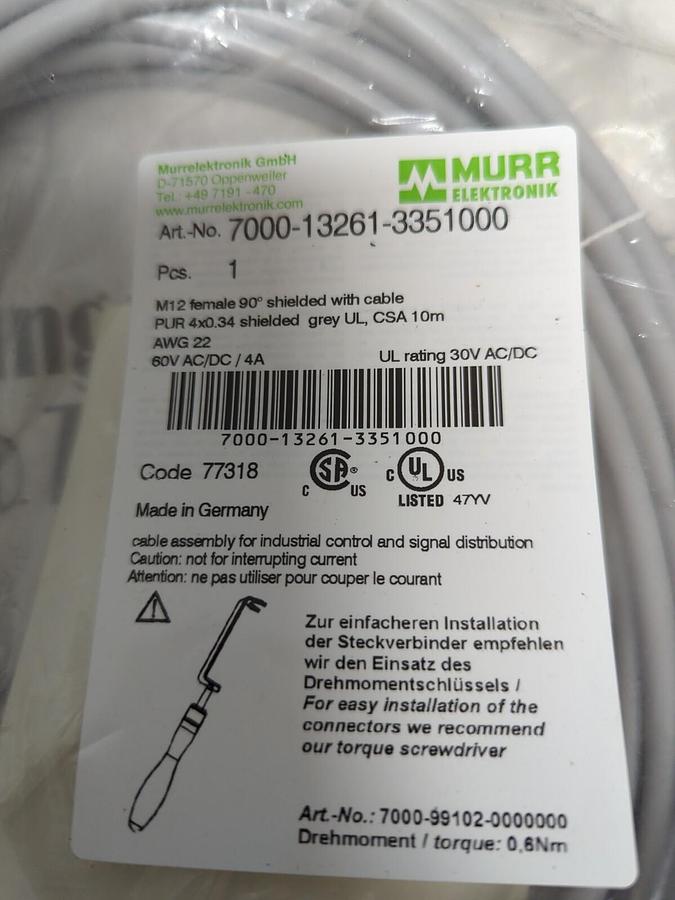 Murrelektronik GmbH
D-71570 Oppenweiler
Tel.: +49 7191 -470
www.murrelektronik.com
MURR
ELEKTRONIK
Art.-No. 7000-13261-3351000
Pcs. 1
M12 female 90° shielded with cable
PUR 4x0.34 shielded grey UL, CSA 10m
AWG 22
60V AC/DC / 4A UL rating 30V AC/DC
7000-13261-3351000
Code 77318
C SA ® C US
C UL US
LISTED 47YV
Made in Germany
cable assembly for industrial control and signal distribution
Caution: not for interrupting current
Attention: ne pas utiliser pour couper le courant
Zur einfacheren Installation
der Steckverbinder empfehlen
wir den Einsatz des
Drehmomentschlüssels /
For easy installation of the
connectors we recommend
our torque screwdriver
Art.-No.: 7000-99102-0000000
Drehmoment / torque: 0,6Nm